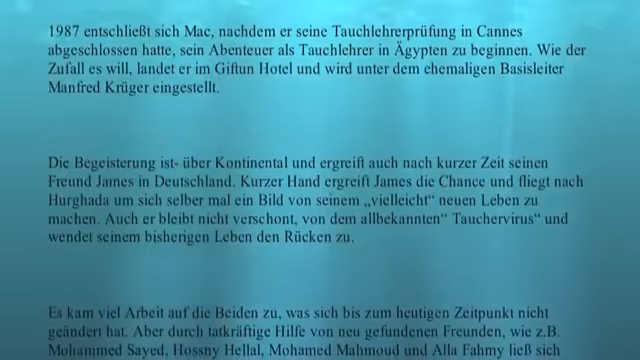 1987 entschließt sich Mac, nachdem er seine Tauchlehrerprüfung in Cannes
abgeschlossen hatte, sein Abenteuer als Tauchlehrer in Ägypten zu beginnen. Wie der
Zufall es will, landet er im Giftun Hotel und wird unter dem ehemaligen Basisleiter
Manfred Krüger eingestellt.
Die Begeisterung ist- über Kontinental und ergreift auch nach kurzer Zeit seinen
Freund James in Deutschland. Kurzer Hand ergreift James die Chance und fliegt nach
Hurghada um sich selber mal ein Bild von seinem „vielleicht“ neuen Leben zu
machen. Auch er bleibt nicht verschont, von dem allbekannten“ Tauchervirus“ und
wendet seinem bisherigen Leben den Rücken zu.
Es kam viel Arbeit auf die Beiden zu, was sich bis zum heutigen Zeitpunkt nicht
geändert hat. Aber durch tatkräftige Hilfe von neu gefundenen Freunden, wie z.B.
Mohammed Sayed, Hossny Hellal, Mohamed Mahmoud und Alla Fahmy ließ sich